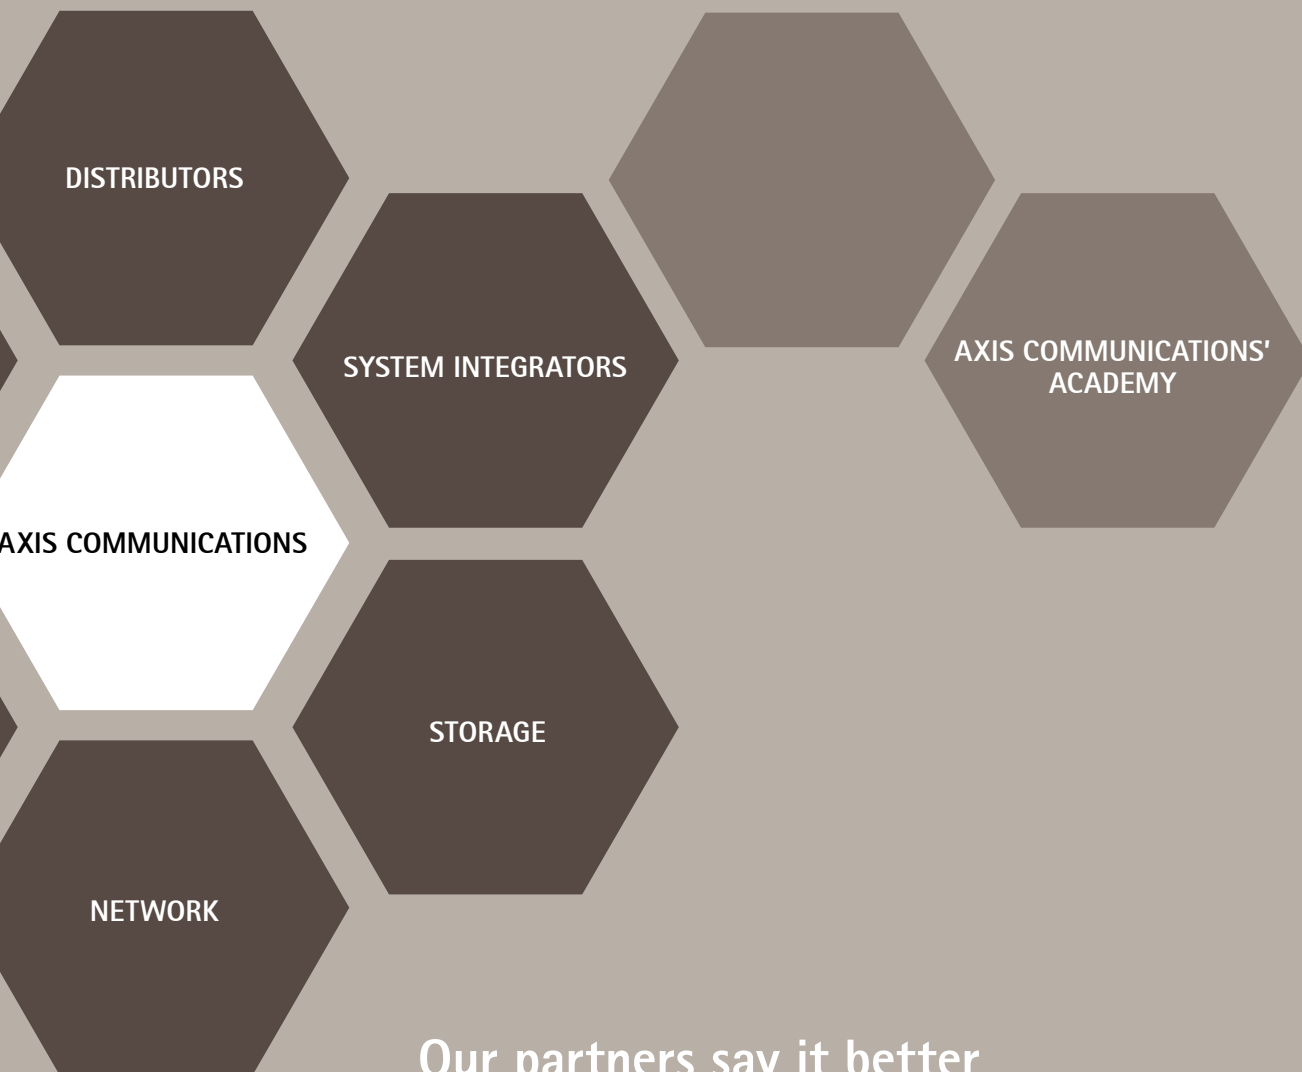 DISTRIBUTORS
SYSTEM INTEGRATORS
AXIS COMMUNICATIONS'
ACADEMY
AXIS COMMUNICATIONS
STORAGE
NETWORK
Our partners say it better